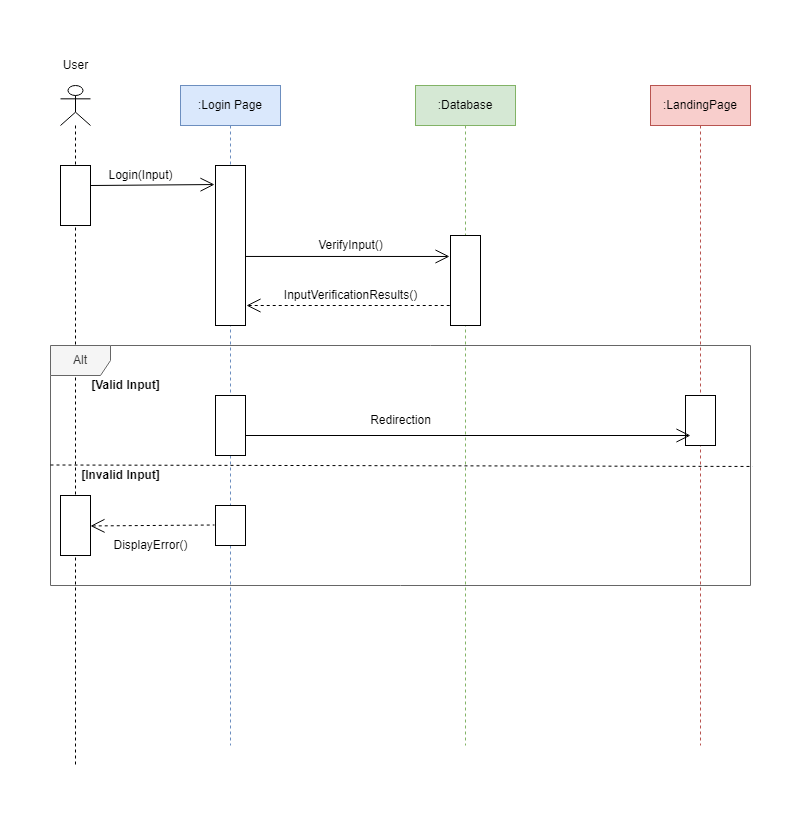 User
:Login Page
:Database
:LandingPage
Login(Input)
VerifyInput()
InputVerificationResults()
Alt
[Valid Input]
Redirection
[Invalid Input]
DisplayError()